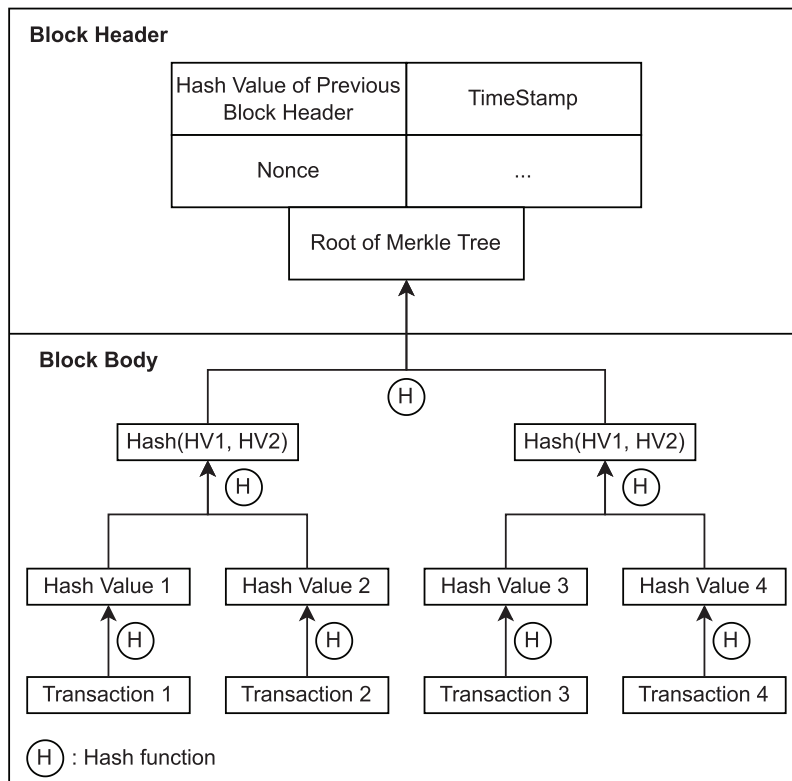 Block Header
Hash Value of Previous
Block Header
TimeStamp
Nonce
...
Root of Merkle Tree
Block Body
H
Hash(HV1, HV2)
Hash(HV1, HV2)
H
H
Hash Value 1
Hash Value 2
Hash Value 3
Hash Value 4
H
H
H
H
Transaction 1
Transaction 2
Transaction 3
Transaction 4
H : Hash function